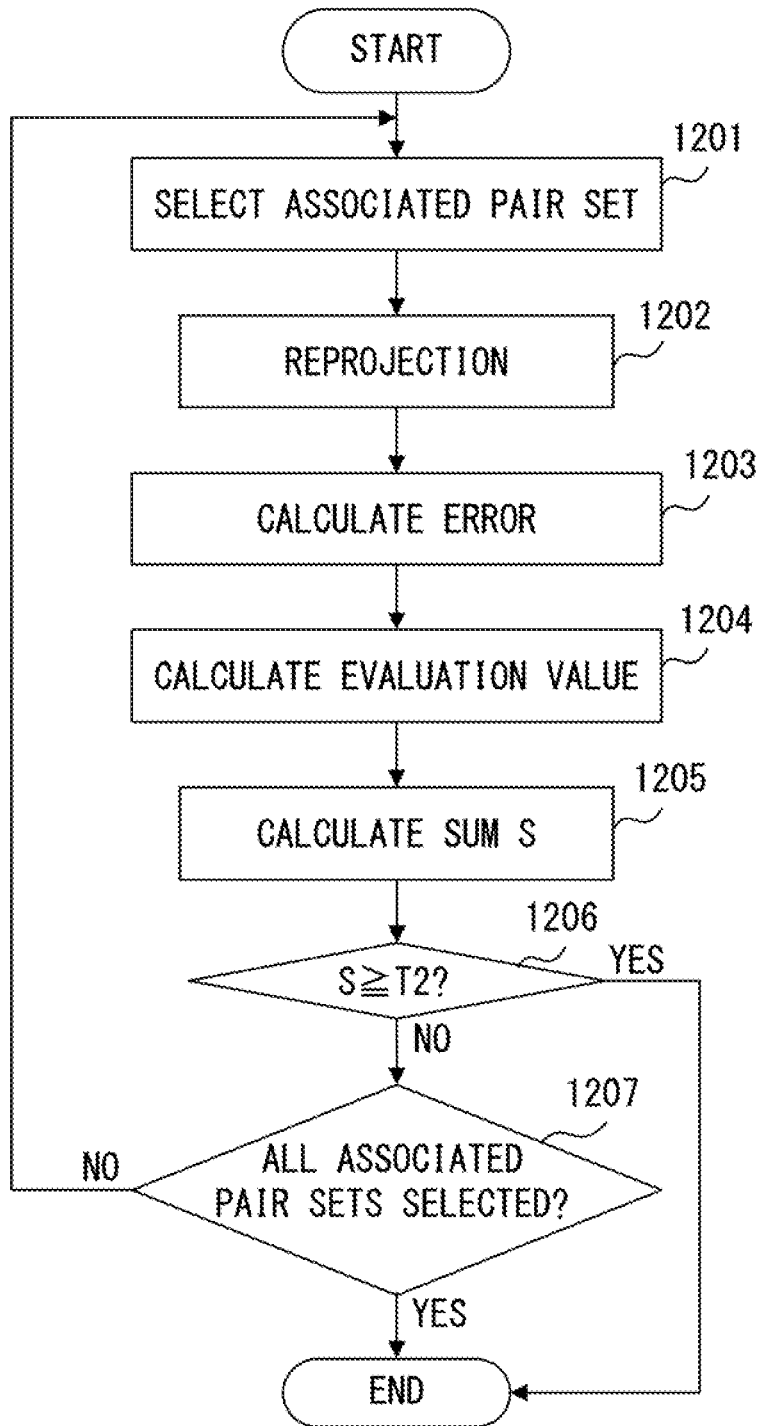 START
1201
SELECT ASSOCIATED PAIR SET
1202
REPROJECTION
1203
CALCULATE ERROR
1204
CALCULATE EVALUATION VALUE
1205
CALCULATE SUM S
1206
S≧T2?
YES
NO
1207
ALL ASSOCIATED
PAIR SETS SELECTED?
NO
YES
END